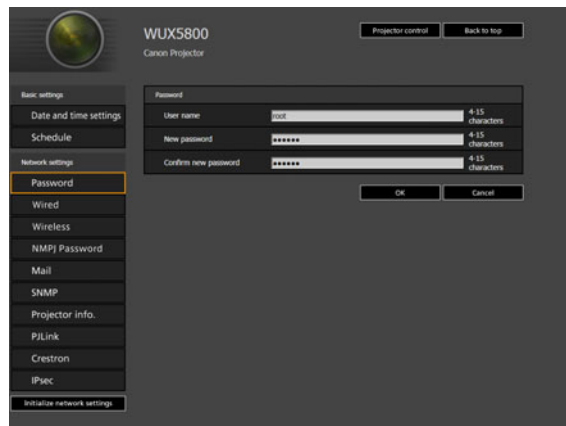 WUX5800
Canon Projector
Projector control
Back to top
Basic settings
Date and time settings
Schedule
Network settings
Password
Wired
Wireless
NMPJ Password
Mail
SNMP
Projector info.
PJLink
Crestron
IPsec
Initialize network settings
Password
User name
root
4-15
characters
New password
••••••
4-15
characters
Confirm new password
••••••
4-15
characters
OK
Cancel